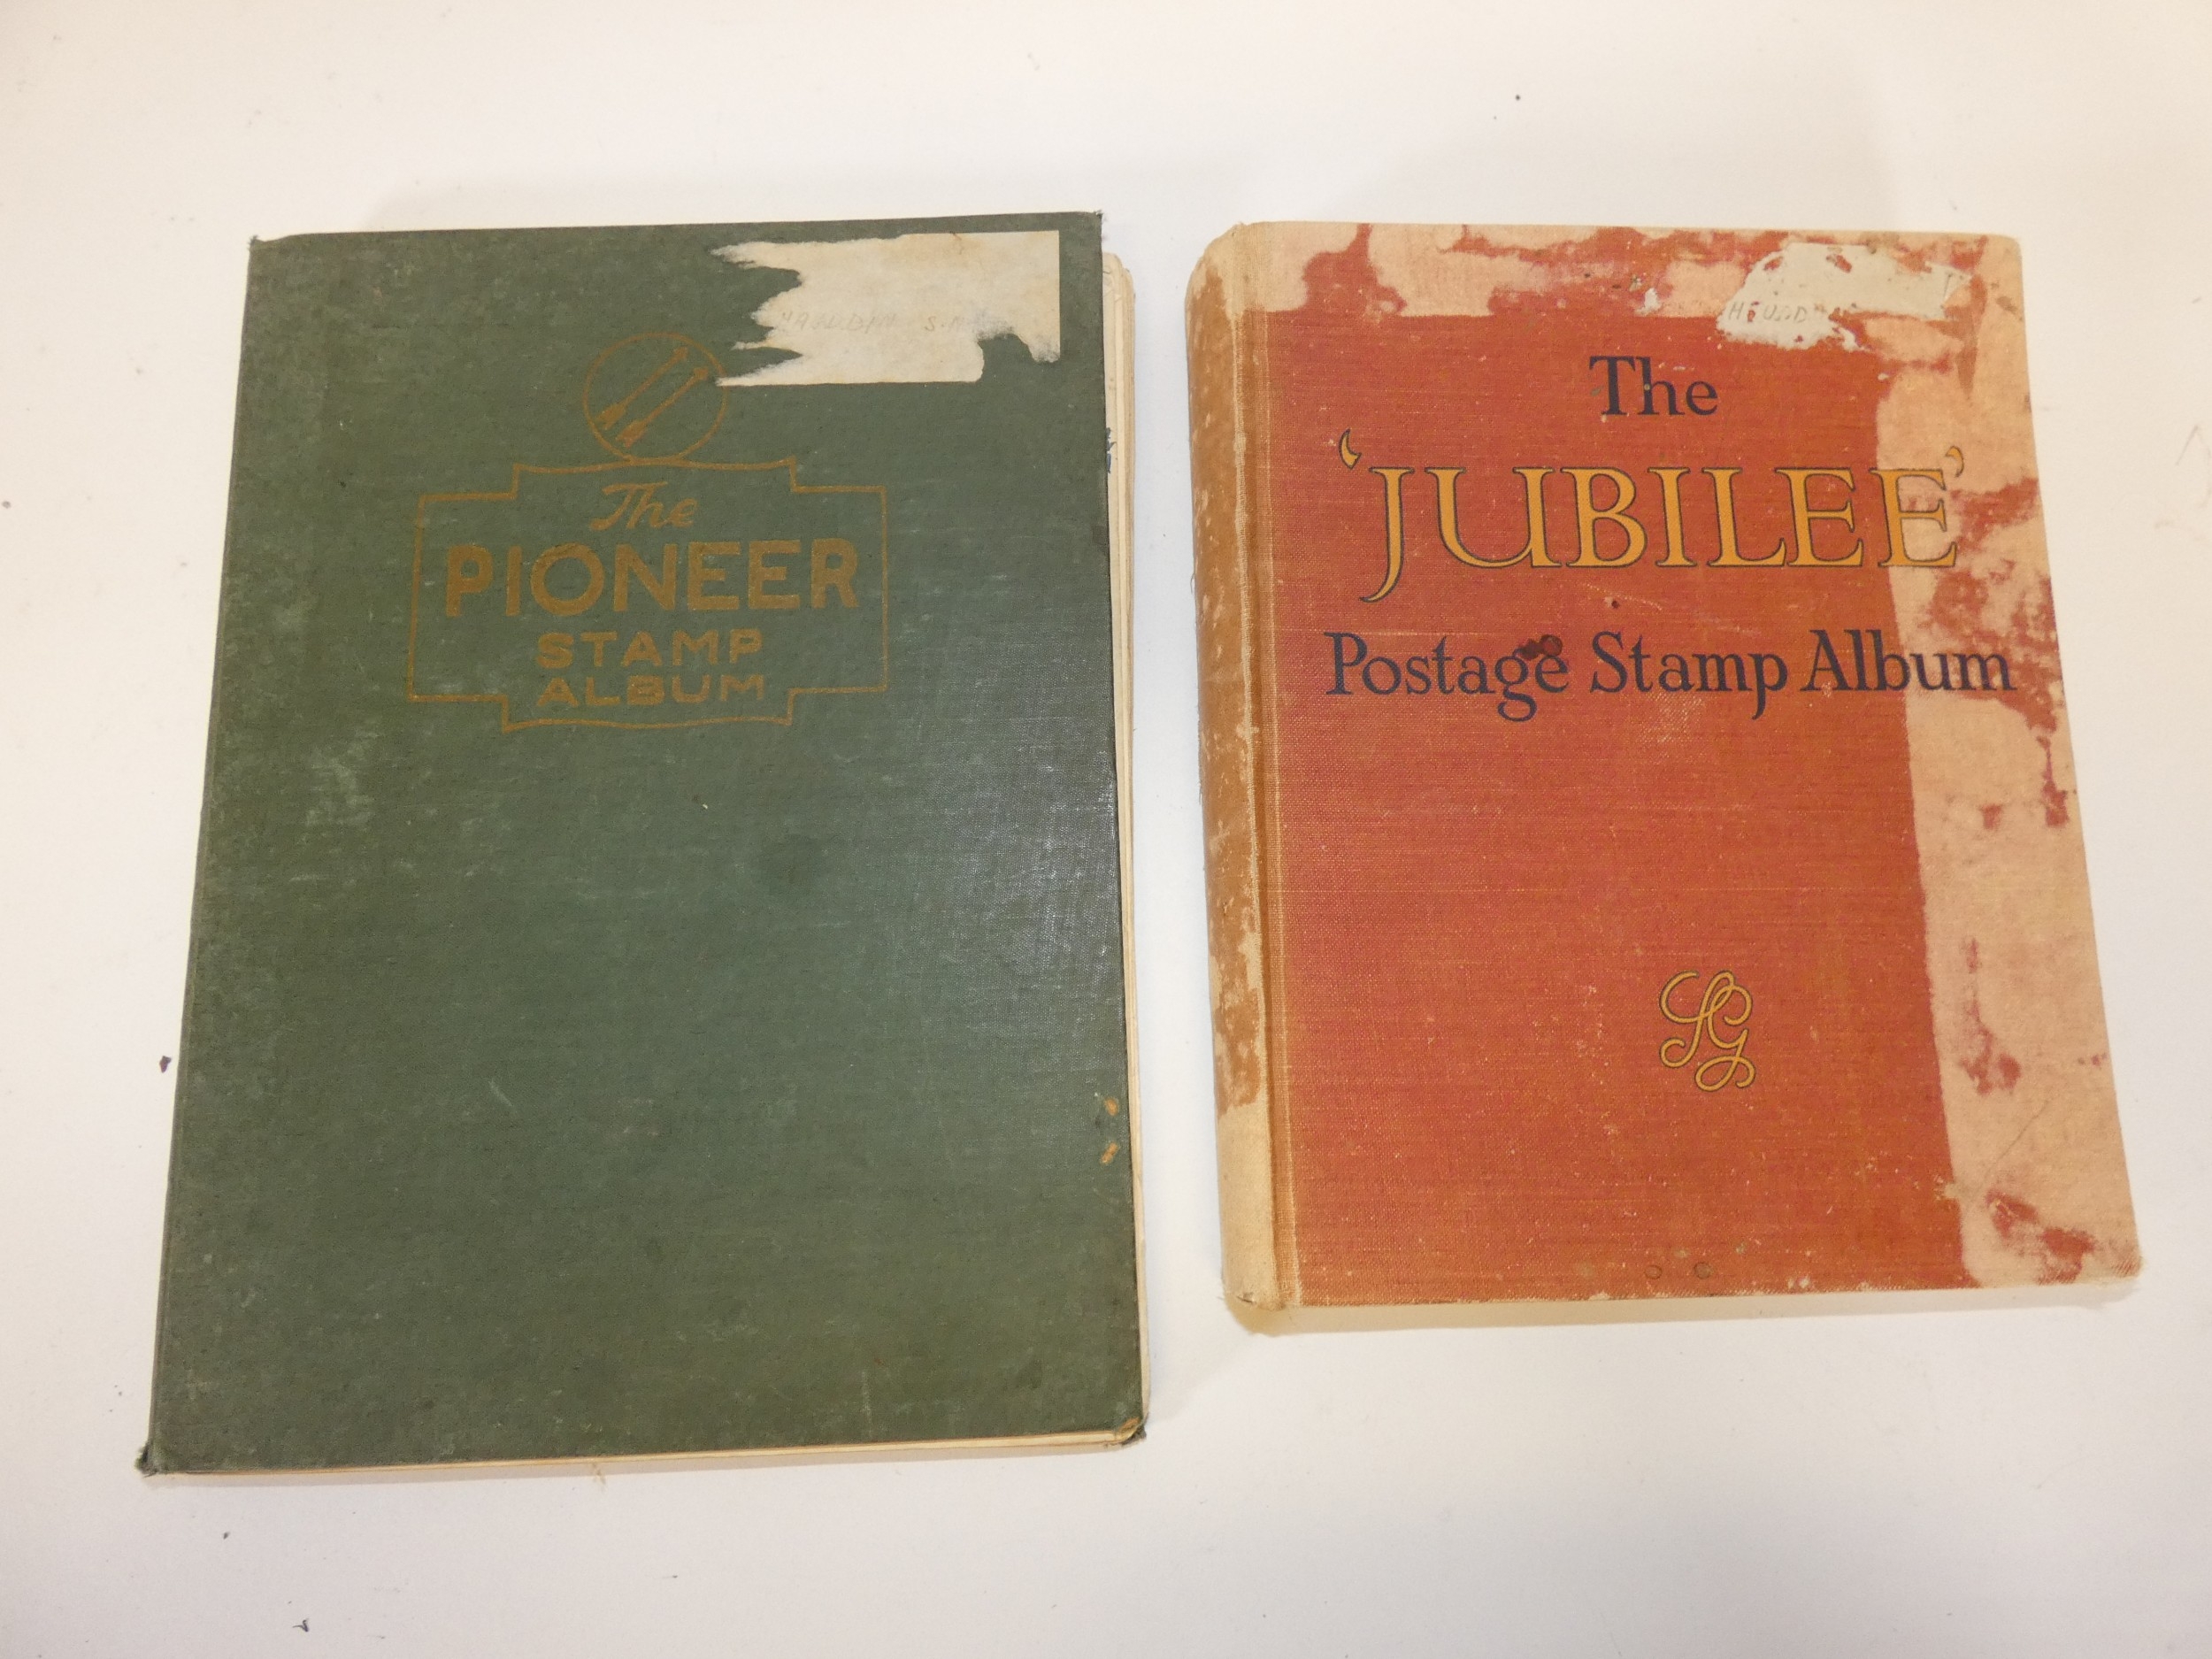 The
PIONEER
STAMP
ALBUM
The
'JUBILEE'
Postage Stamp Album
SG